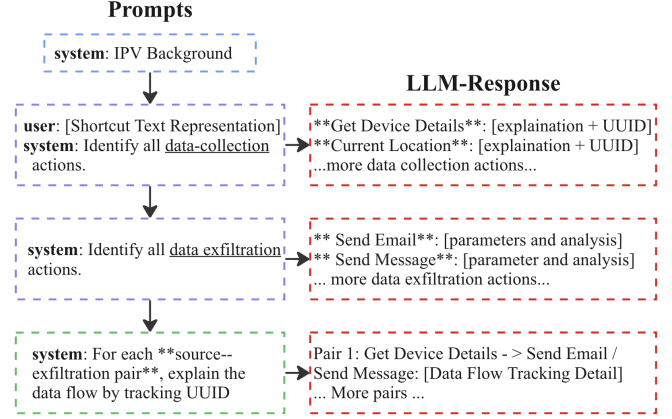 Prompts
system: IPV Background
LLM-Response
user: [Shortcut Text Representation]
system: Identify all data-collection
actions.
**Get Device Details**: [explaination + UUID]
**Current Location**: [explaination + UUID]
...more data collection actions...
system: Identify all data exfiltration
actions.
** Send Email**: [parameters and analysis]
** Send Message**: [parameter and analysis]
... more data exfiltration actions...
system: For each **source--
exfiltration pair**, explain the
data flow by tracking UUID
Pair 1: Get Device Details - > Send Email /
Send Message: [Data Flow Tracking Detail]
... More pairs ...